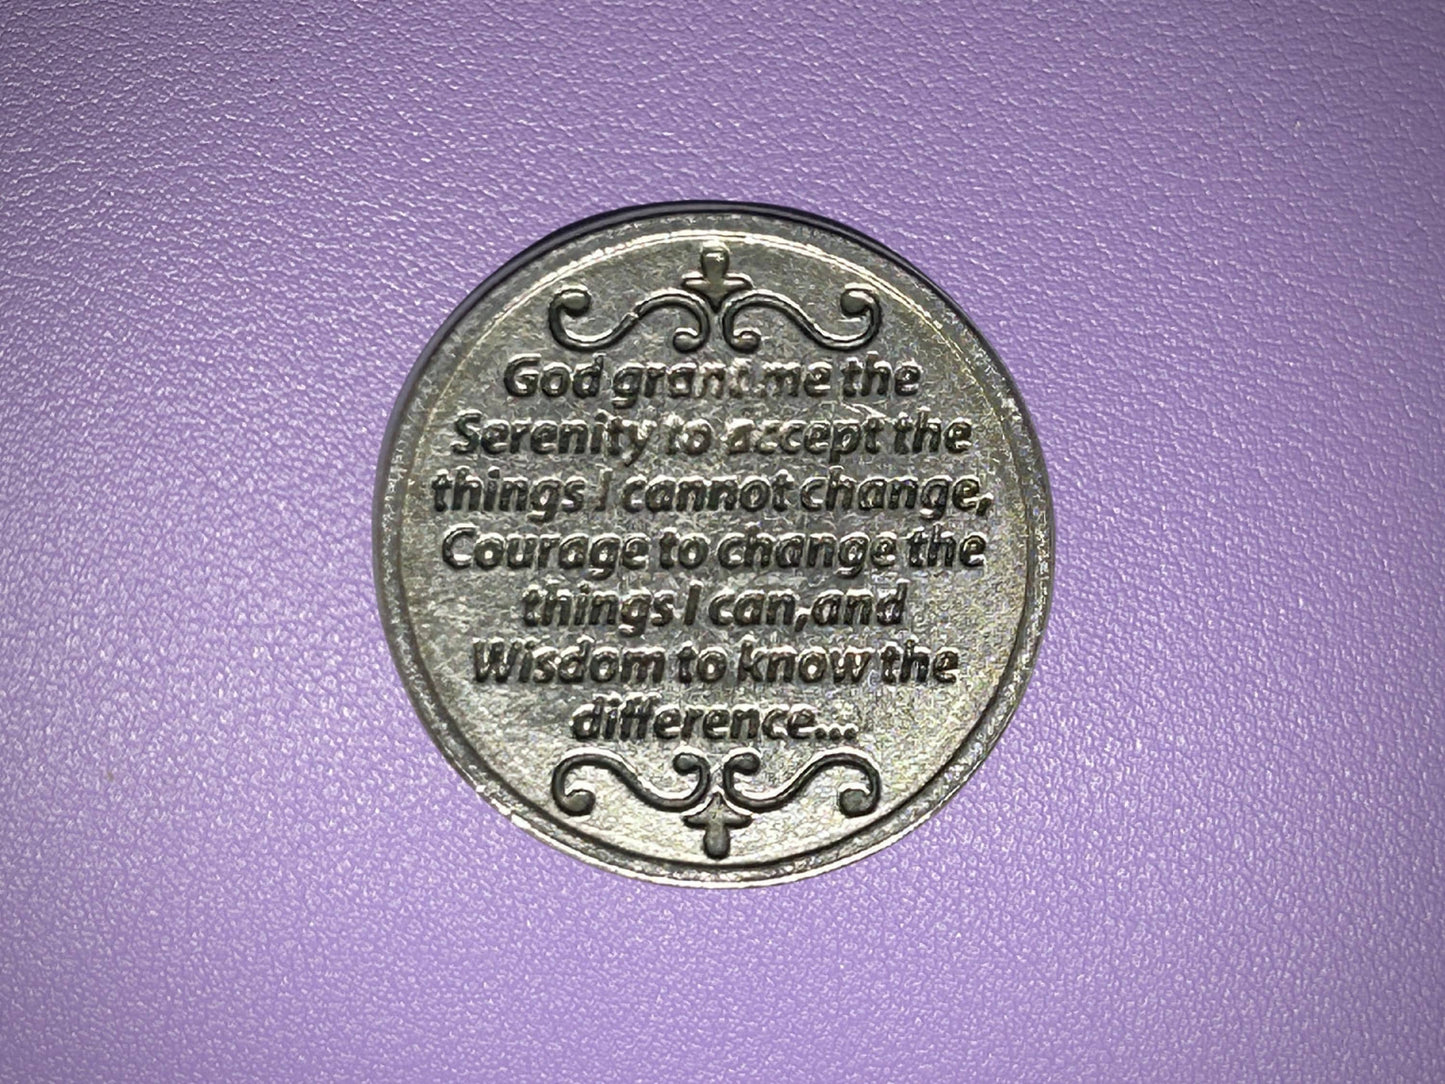 God grant me the
Serenity to accept the
things I cannot change,
Courage to change the
things I can, and
Wisdom to know the
difference...